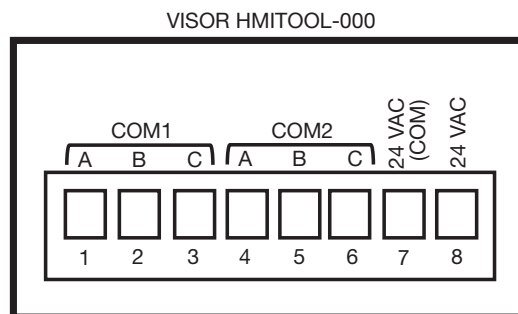 VISOR HMITOOL-000
COM1
COM2
24 VAC
(COM)
24 VAC
A B C A B C
1 2 3 4 5 6 7 8